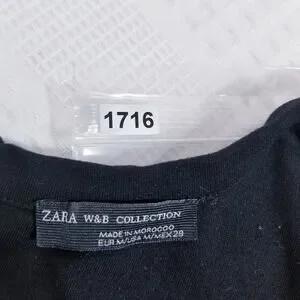 1716
ZARA W&B COLLECTION
MADE IN MOROCCO
EUR M/USA M/MEX 28